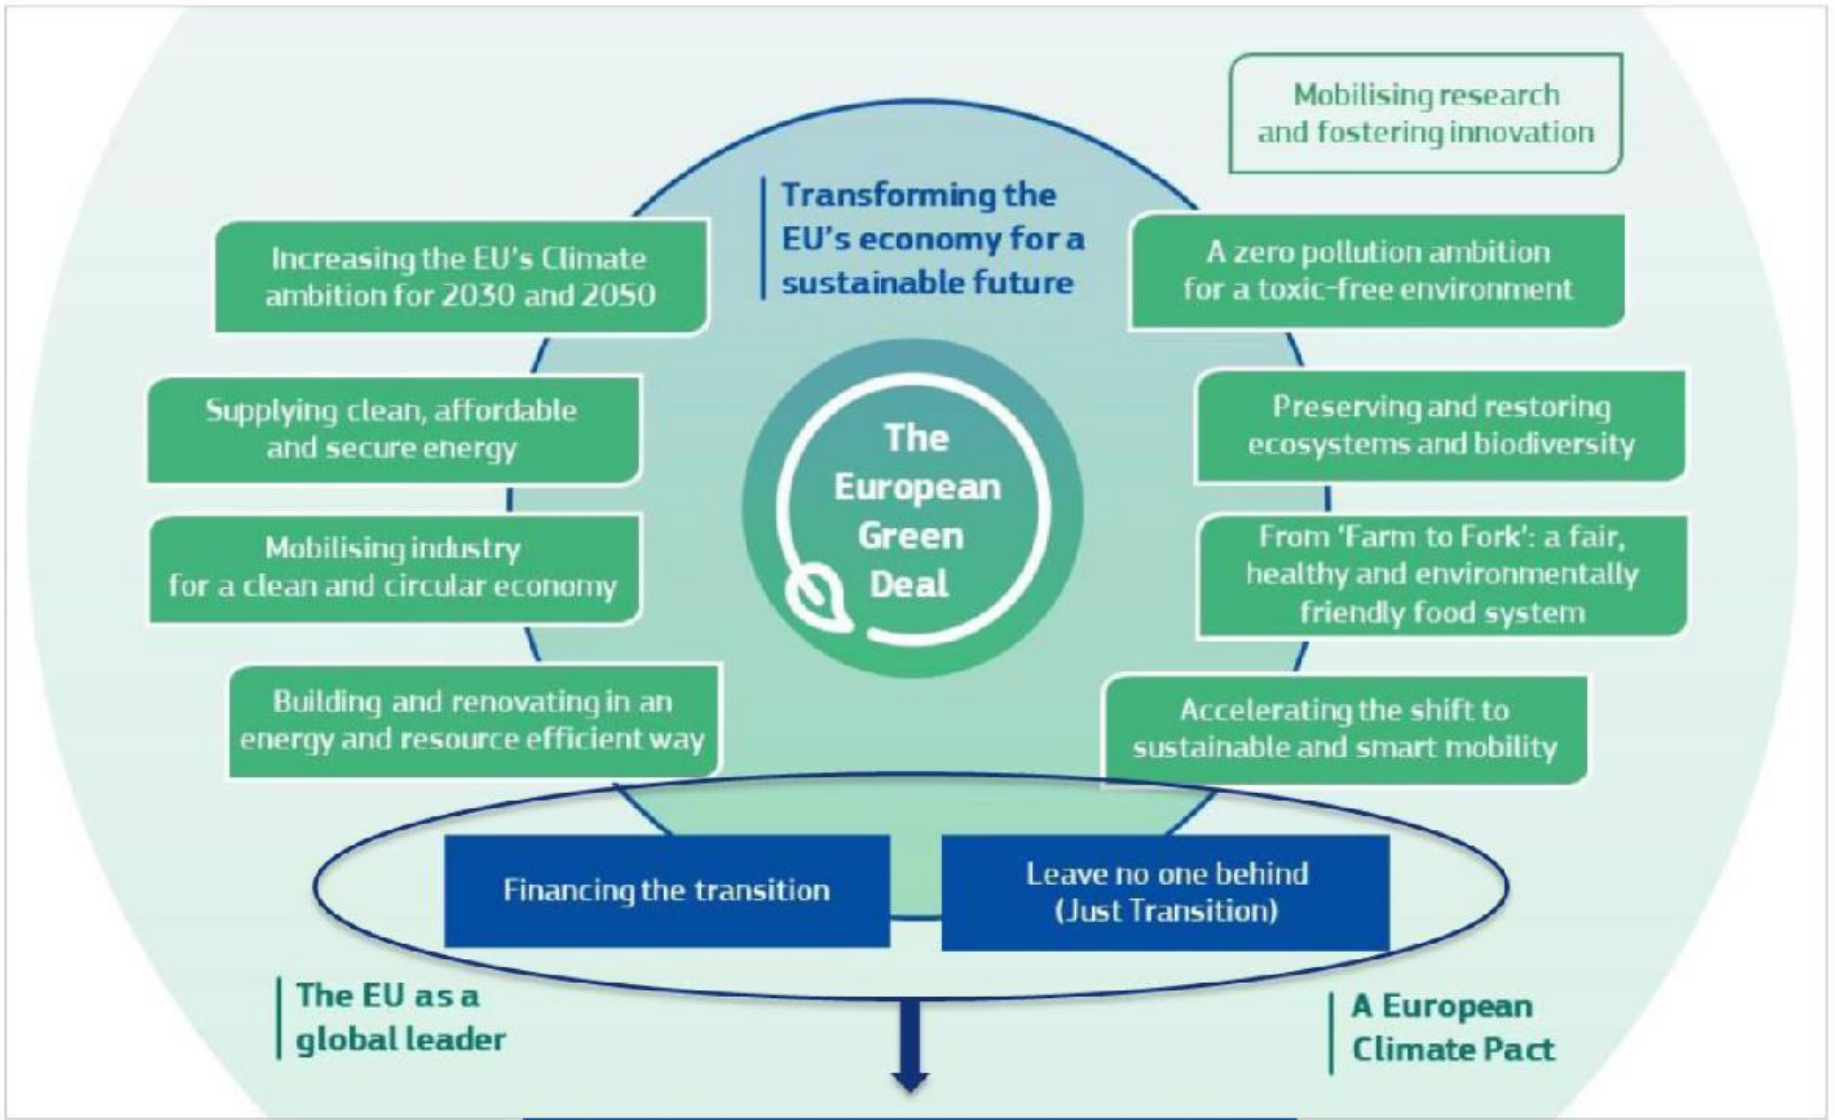 Mobilising research
and fostering innovation
Transforming the
EU's economy for a
sustainable future
Increasing the EU's Climate
ambition for 2030 and 2050
A zero pollution ambition
for a toxic-free environment
Supplying clean, affordable
and secure energy
Preserving and restoring
ecosystems and biodiversity
The
European
Green
Deal
Mobilising industry
for a clean and circular economy
From 'Farm to Fork': a fair,
healthy and environmentally
friendly food system
Building and renovating in an
energy and resource efficient way
Accelerating the shift to
sustainable and smart mobility
Financing the transition
Leave no one behind
(Just Transition)
The EU as a
global leader
A European
Climate Pact